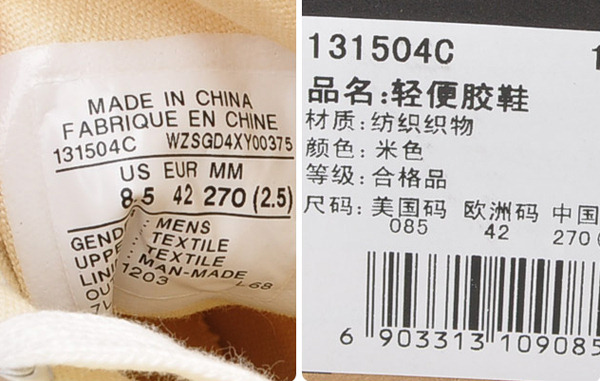 MADE IN CHINA
FABRIQUE EN CHINE
131504C WZSGD4XY00375
US EUR MM
8.5 42 270 (2.5)
MENS
TEXTILE
TEXTILE
MAN-MADE
1203 L68
131504C
品名:轻便胶鞋
材质:纺织织物
颜色:米色
等级:合格品
尺码:美国码 欧洲码 中国
085 42 270
6 903313 109085